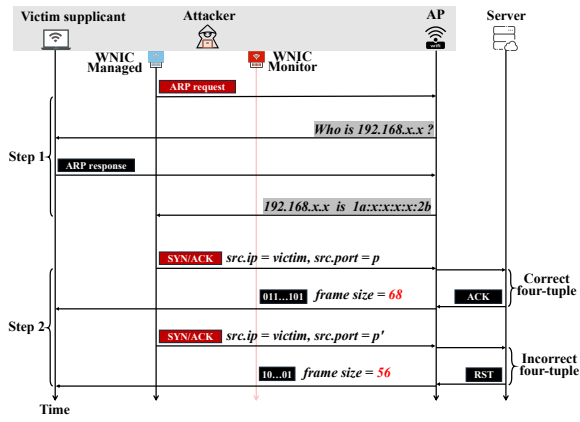 Victim supplicant
Attacker
AP
Server
WNIC
Managed
WNIC
Monitor
wifi
ARP request
Who is 192.168.x.x ?
Step 1
ARP response
192.168.x.x is 1a:x:x:x:x:2b
SYN/ACK src.ip = victim, src.port = p
Correct
four-tuple
011...101 frame size = 68
ACK
Step 2
SYN/ACK src.ip = victim, src.port = p'
Incorrect
four-tuple
10...01 frame size = 56
RST
Time